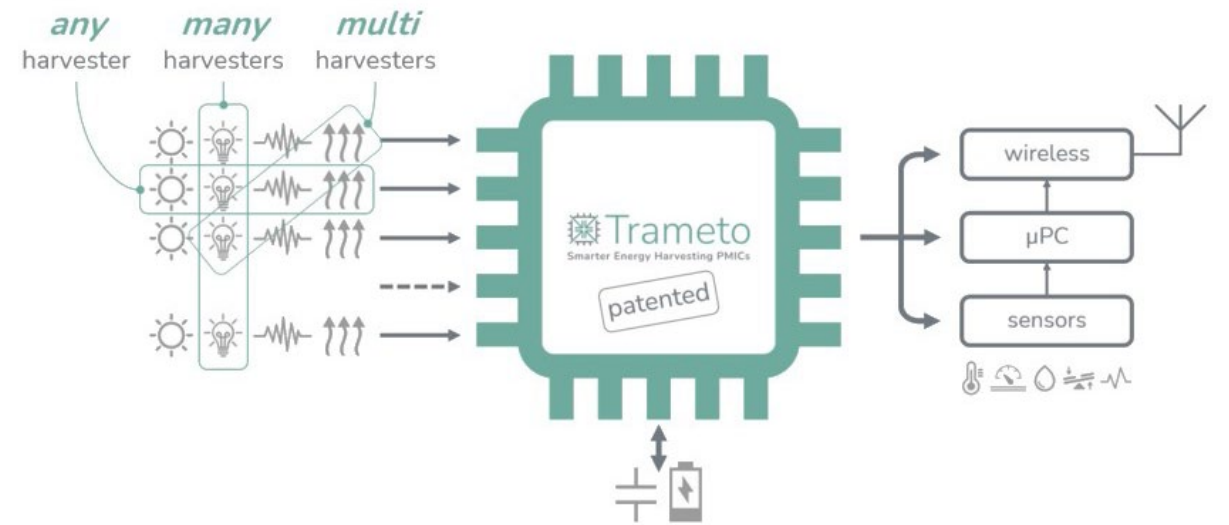 any many multi
harvester harvesters harvesters
Trameto
Smarter Energy Harvesting PMICs
patented
wireless
µPC
sensors